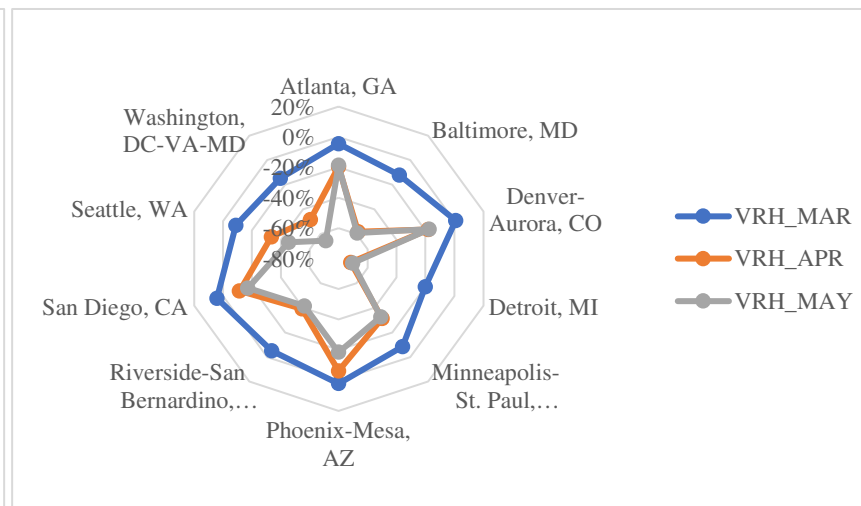 Atlanta, GA
20%
0%
-20%
-40%
-60%
-80%
Baltimore, MD
Denver-
Aurora, CO
Detroit, MI
Minneapolis-
St. Paul,…
Phoenix-Mesa,
AZ
Riverside-San
Bernardino,…
San Diego, CA
Seattle, WA
Washington,
DC-VA-MD
VRH_MAR
VRH_APR
VRH_MAY